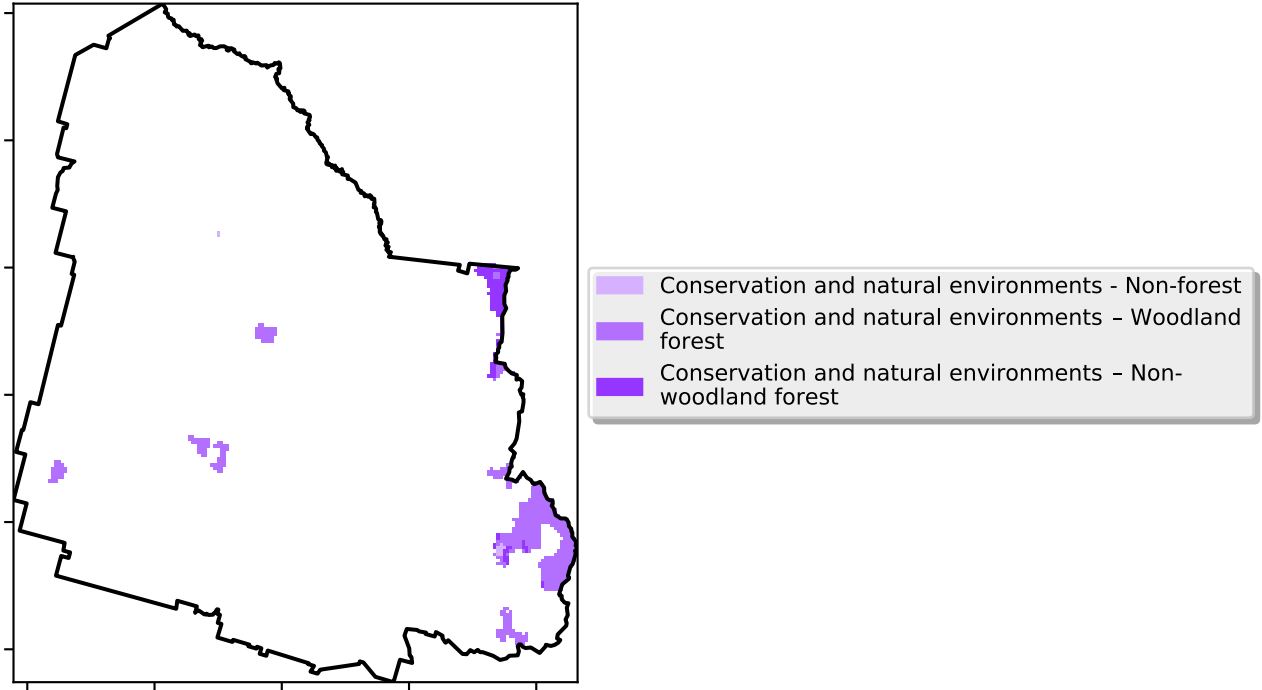 Conservation and natural environments - Non-forest
Conservation and natural environments – Woodland
forest
Conservation and natural environments – Non-
woodland forest